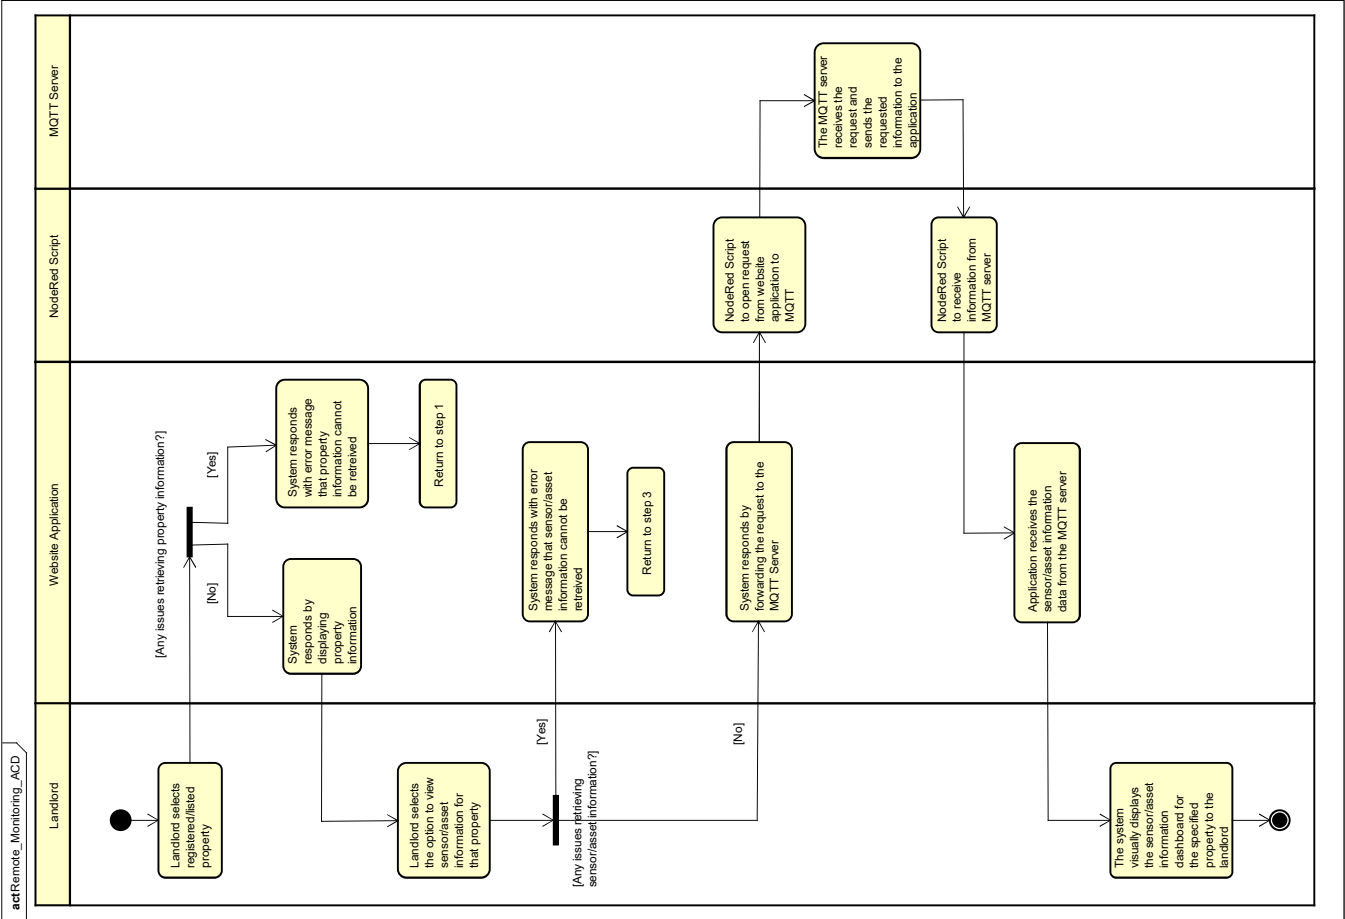 actRemote_Monitoring_ACD
Landlord
Website Application
NodeRed Script
MQTT Server
Landlord selects
registered/listed
property
[Any issues retrieving property information?]
[Yes]
[No]
System responds
with error message
that property
information cannot
be retreived
Return to step 1
System
responds by
displaying
property
information
Landlord selects
the option to view
sensor/asset
information for
that property
[Any issues retrieving
sensor/asset information?]
[Yes]
[No]
System responds with error
message that sensor/asset
information cannot be
retreived
Return to step 3
System responds by
forwarding the request to the
MQTT Server
NodeRed Script
to open request
from website
application to
MQTT
The MQTT server
receives the
request and
sends the
requested
information to the
application
NodeRed Script
to receive
information from
MQTT server
Application receives the
sensor/asset information
data from the MQTT server
The system
visually displays
the sensor/asset
information
dashboard for
the specified
property to the
landlord